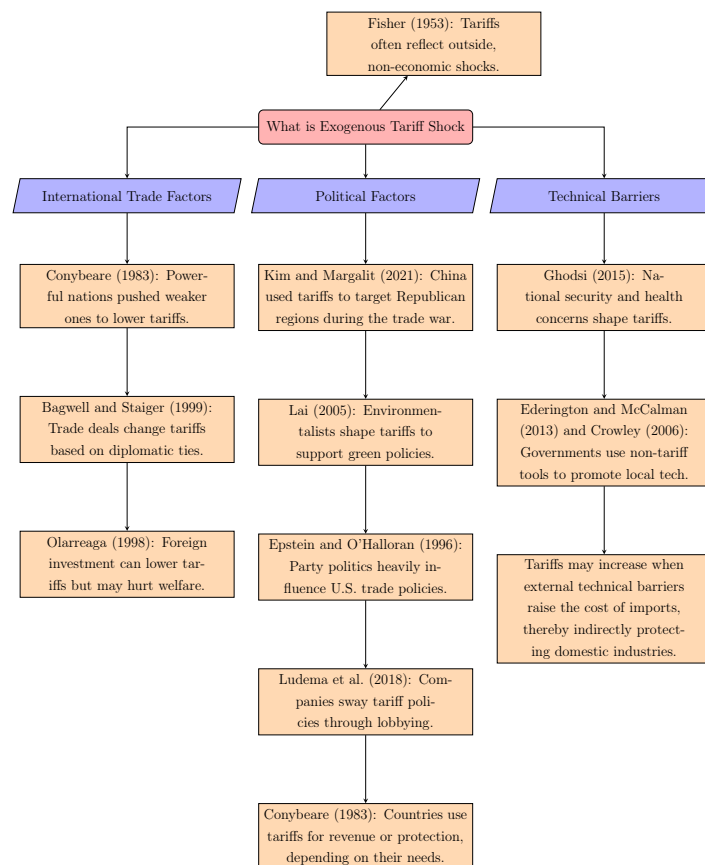 Fisher (1953): Tariffs
often reflect outside,
non-economic shocks.
What is Exogenous Tariff Shock
International Trade Factors
Political Factors
Technical Barriers
Conybeare (1983): Power-
ful nations pushed weaker
ones to lower tariffs.
Kim and Margalit (2021): China
used tariffs to target Republican
regions during the trade war.
Ghodsi (2015): Na-
tional security and health
concerns shape tariffs.
Bagwell and Staiger (1999):
Trade deals change tariffs
based on diplomatic ties.
Lai (2005): Environmen-
talists shape tariffs to
support green policies.
Ederington and McCalman
(2013) and Crowley (2006):
Governments use non-tariff
tools to promote local tech.
Olarreaga (1998): Foreign
investment can lower tar-
iffs but may hurt welfare.
Epstein and O'Halloran (1996):
Party politics heavily in-
fluence U.S. trade policies.
Tariffs may increase when
external technical barriers
raise the cost of imports,
thereby indirectly protect-
ing domestic industries.
Ludema et al. (2018): Com-
panies sway tariff poli-
cies through lobbying.
Conybeare (1983): Countries use
tariffs for revenue or protection,
depending on their needs.